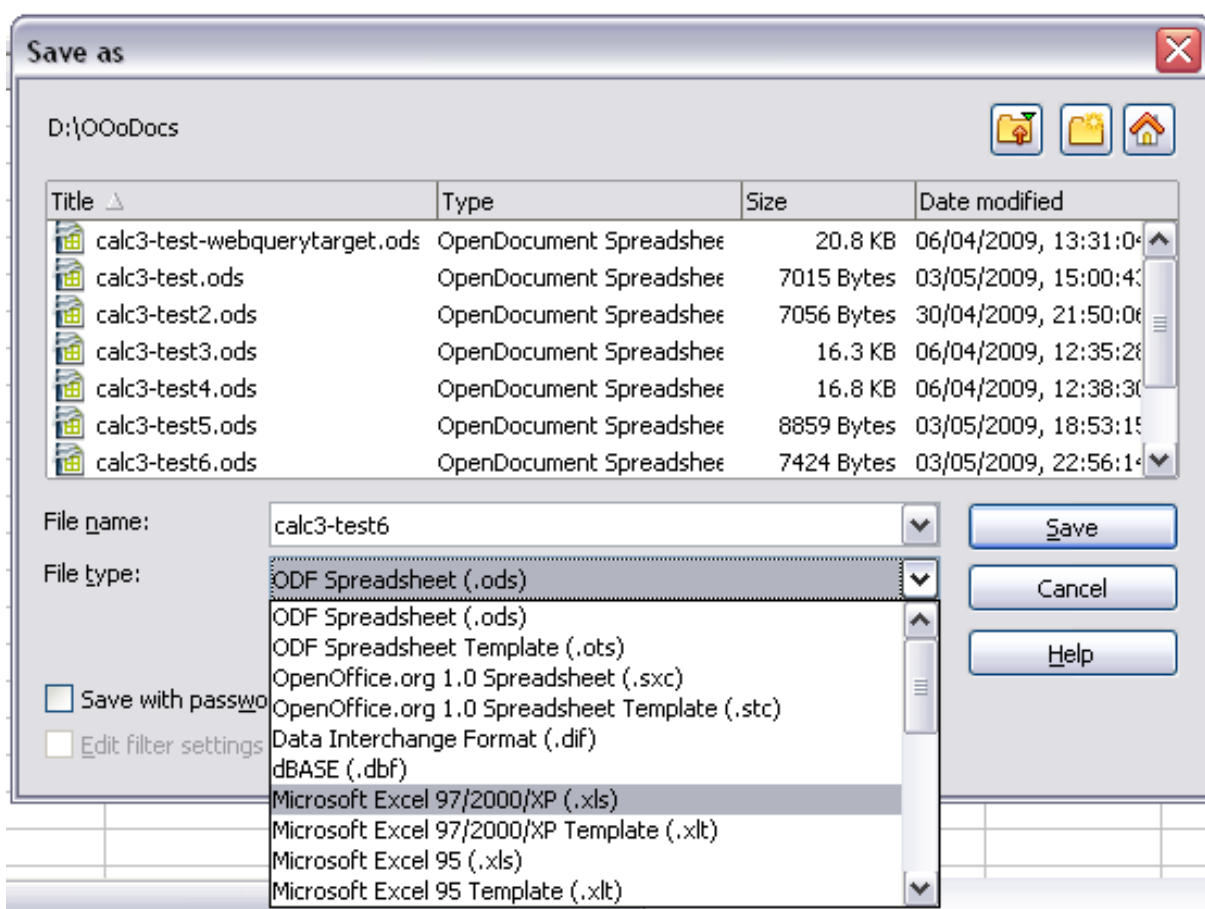 Save as
D:\OOoDocs
Title Type Size Date modified
calc3-test-webquerytarget.ods OpenDocument Spreadshee 20.8 KB 06/04/2009, 13:31:04
calc3-test.ods OpenDocument Spreadshee 7015 Bytes 03/05/2009, 15:00:43
calc3-test2.ods OpenDocument Spreadshee 7056 Bytes 30/04/2009, 21:50:06
calc3-test3.ods OpenDocument Spreadshee 16.3 KB 06/04/2009, 12:35:28
calc3-test4.ods OpenDocument Spreadshee 16.8 KB 06/04/2009, 12:38:30
calc3-test5.ods OpenDocument Spreadshee 8859 Bytes 03/05/2009, 18:53:15
calc3-test6.ods OpenDocument Spreadshee 7424 Bytes 03/05/2009, 22:56:14
File name: calc3-test6 Save
File type: ODF Spreadsheet (.ods) Cancel
ODF Spreadsheet (.ods)
ODF Spreadsheet Template (.ots)
Help
OpenOffice.org 1.0 Spreadsheet (.sxc)
Save with passwo
OpenOffice.org 1.0 Spreadsheet Template (.stc)
Edit filter settings
Data Interchange Format (.dif)
dBASE (.dbf)
Microsoft Excel 97/2000/XP (.xls)
Microsoft Excel 97/2000/XP Template (.xlt)
Microsoft Excel 95 (.xls)
Microsoft Excel 95 Template (.xlt)